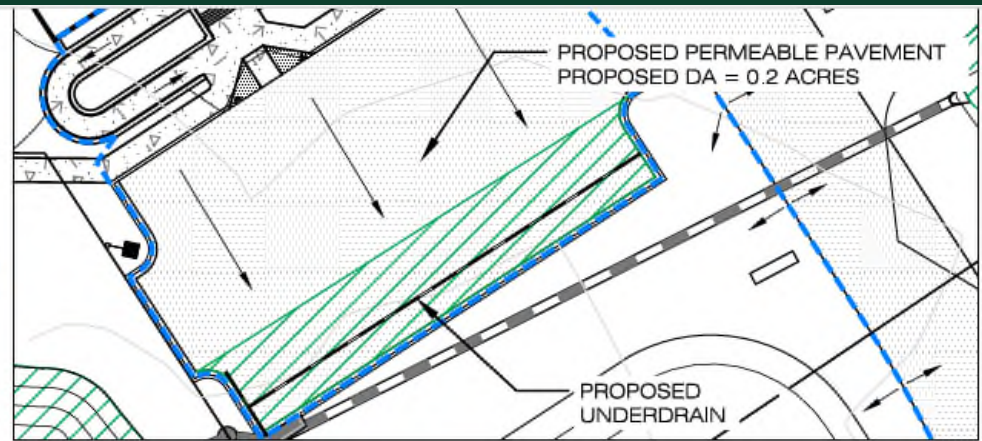 PROPOSED PERMEABLE PAVEMENT
PROPOSED DA = 0.2 ACRES
PROPOSED
UNDERDRAIN